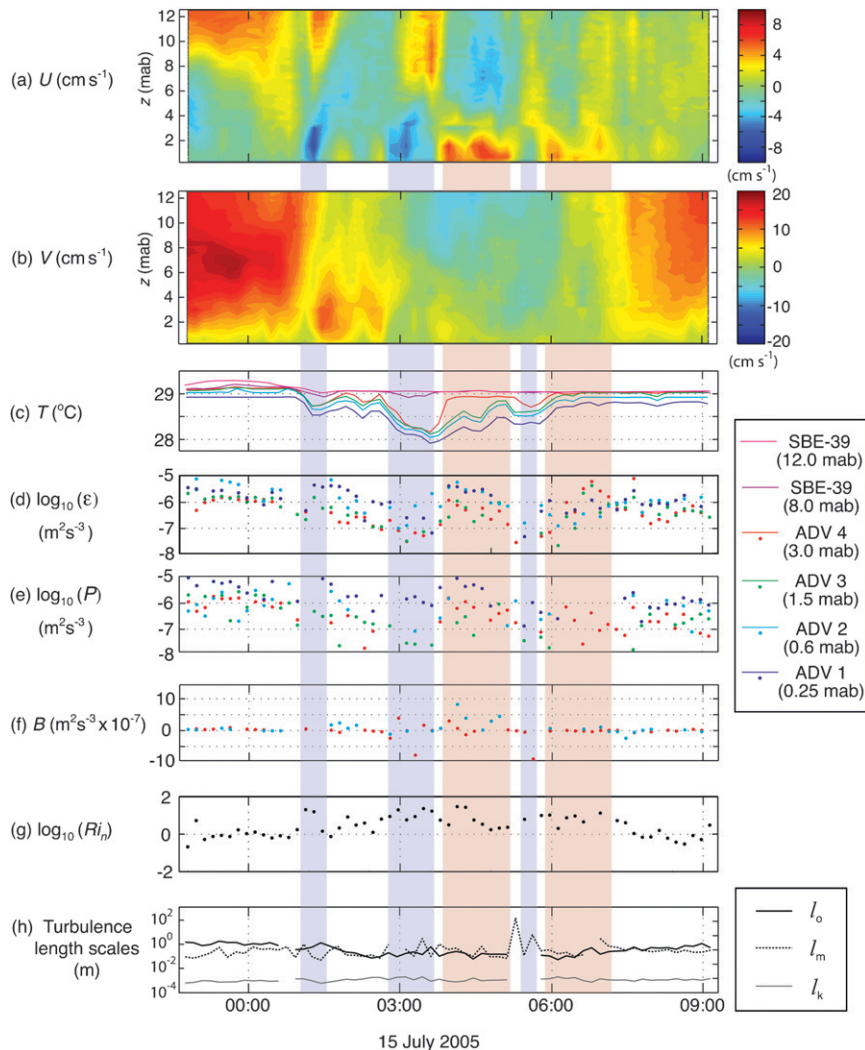 (a) U (cm s⁻¹)
z (mab)
12
10
8
6
4
2
8
4
0
-4
-8
(cm s⁻¹)
(b) V (cm s⁻¹)
z (mab)
12
10
8
6
4
2
20
10
0
-10
-20
(cm s⁻¹)
(c) T (°C)
29
28
(d) log₁₀ (ε)
(m²s⁻³)
-5
-6
-7
-8
(e) log₁₀ (P)
(m²s⁻³)
-5
-6
-7
-8
(f) B (m²s⁻³ x 10⁻⁷)
10
0
-10
(g) log₁₀ (Riₙ)
2
0
-2
(h) Turbulence
length scales
(m)
10²
10⁰
10⁻²
10⁻⁴
00:00
03:00
06:00
09:00
15 July 2005
SBE-39
(12.0 mab)
SBE-39
(8.0 mab)
ADV 4
(3.0 mab)
ADV 3
(1.5 mab)
ADV 2
(0.6 mab)
ADV 1
(0.25 mab)
lₒ
lₘ
lₖ